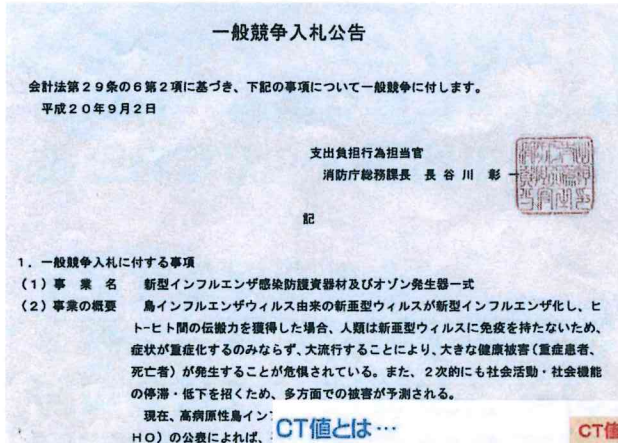 一般競争入札公告
会計法第29条の6第2項に基づき、下記の事項について一般競争に付します。
平成20年9月2日
支出負担行為担当官
消防庁総務課長 長谷川 彰一
記
1. 一般競争入札に付する事項
(1)事 業 名 新型インフルエンザ感染防護資器材及びオゾン発生器一式
(2)事業の概要 鳥インフルエンザウィルス由来の新亜型ウィルスが新型インフルエンザ化し、ヒ
ト-ヒト間の伝搬力を獲得した場合、人類は新亜型ウィルスに免疫を持たないため、
症状が重症化するのみならず、大流行することにより、大きな健康被害(重症患者、
死亡者)が発生することが危惧されている。また、2次的にも社会活動・社会機能
の停滞・低下を招くため、多方面での被害が予測される。
現在、高病原性鳥イン
HO)の公表によれば、
CT値とは…
CT値